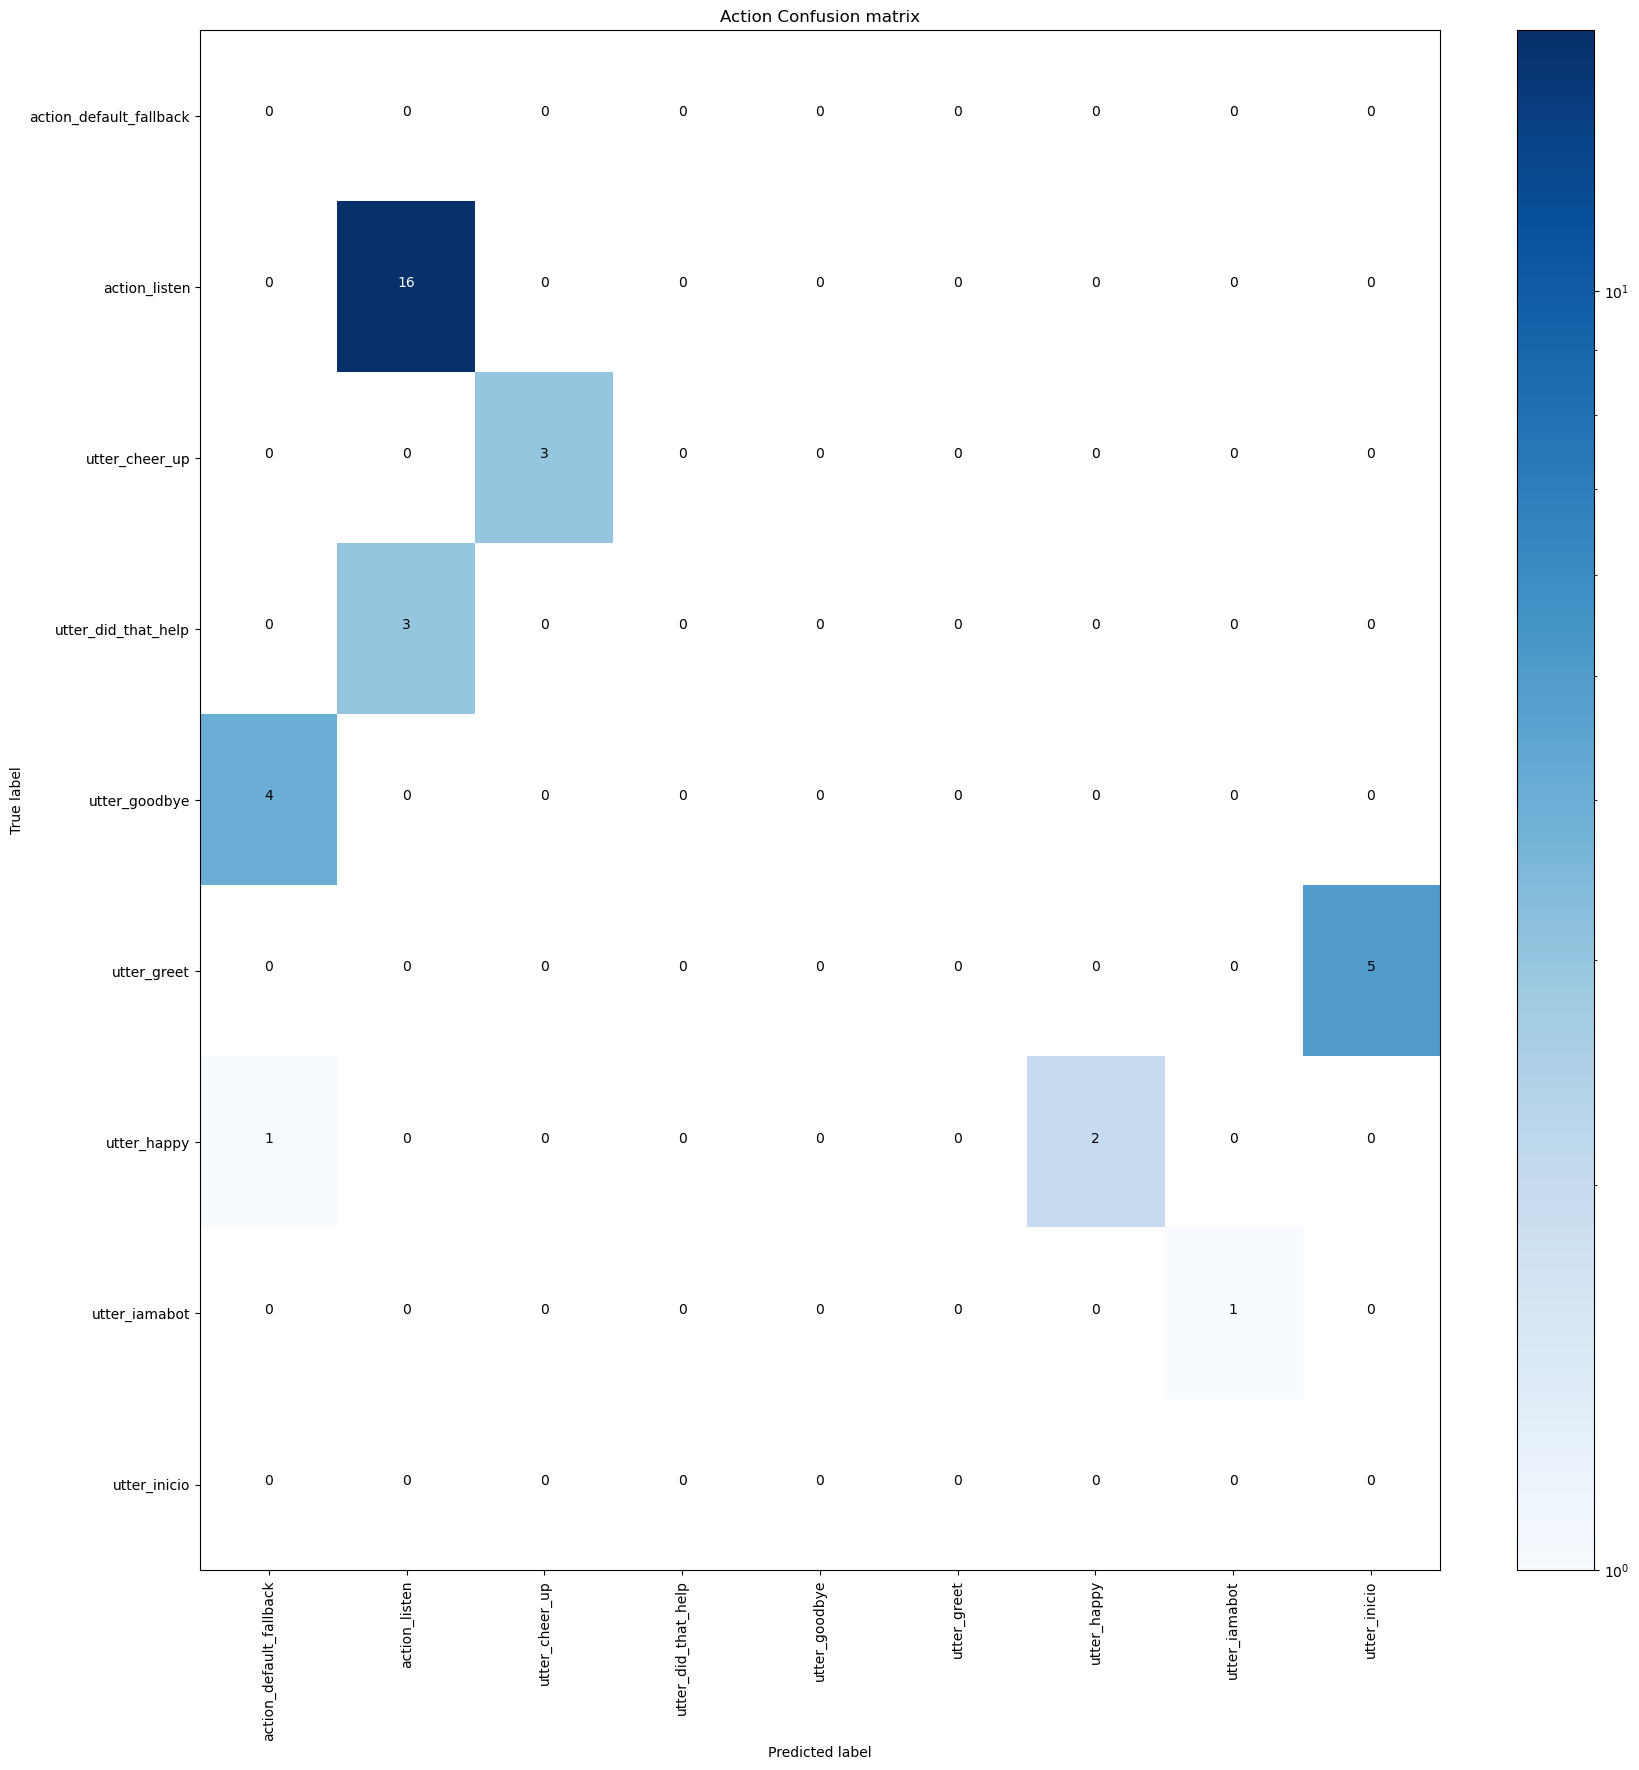 Action Confusion matrix
action_default_fallback 0 0 0 0 0 0 0 0 0
action_listen 0 16 0 0 0 0 0 0 0
utter_cheer_up 0 0 3 0 0 0 0 0 0
utter_did_that_help 0 3 0 0 0 0 0 0 0
utter_goodbye 4 0 0 0 0 0 0 0 0
utter_greet 0 0 0 0 0 0 0 0 5
utter_happy 1 0 0 0 0 0 2 0 0
utter_iamabot 0 0 0 0 0 0 0 1 0
utter_inicio 0 0 0 0 0 0 0 0 0
True label
action_default_fallback
action_listen
utter_cheer_up
utter_did_that_help
utter_goodbye
utter_greet
utter_happy
utter_iamabot
utter_inicio
Predicted label
10¹
10⁰